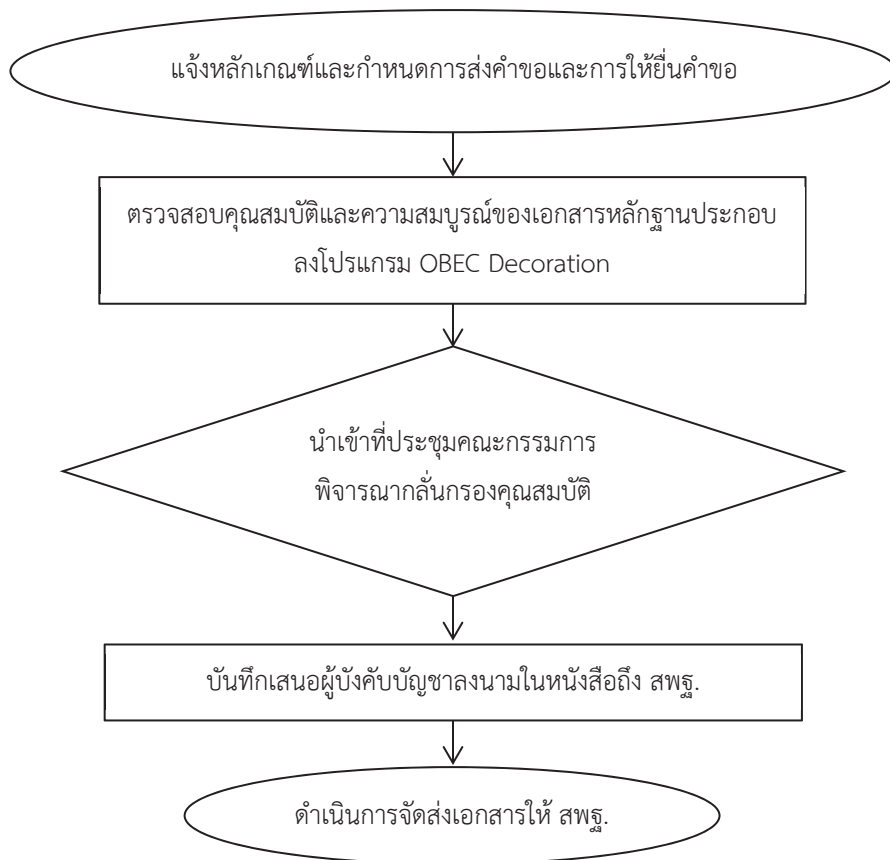 แจ้งหลักเกณฑ์และกำหนดการส่งคำขอและการให้ยื่นคำขอ
ตรวจสอบคุณสมบัติและความสมบูรณ์ของเอกสารหลักฐานประกอบ
ลงโปรแกรม OBEC Decoration
นำเข้าที่ประชุมคณะกรรมการ
พิจารณากลั่นกรองคุณสมบัติ
บันทึกเสนอผู้บังคับบัญชาลงนามในหนังสือถึง สพฐ.
ดำเนินการจัดส่งเอกสารให้ สพฐ.